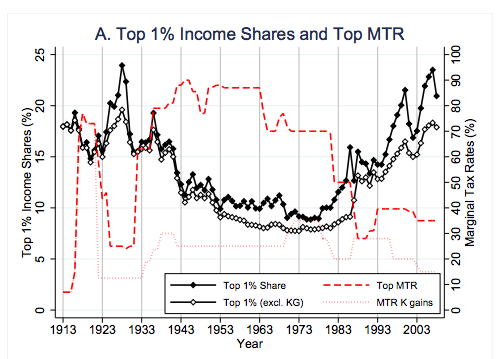 A. Top 1% Income Shares and Top MTR
Top 1% Income Shares (%)
25
20
15
10
5
0
100
90
80
70
60
50
40
30
20
10
0
Marginal Tax Rates (%)
Top 1% Share
Top MTR
Top 1% (excl. KG)
MTR K gains
1913 1923 1933 1943 1953 1963 1973 1983 1993 2003
Year